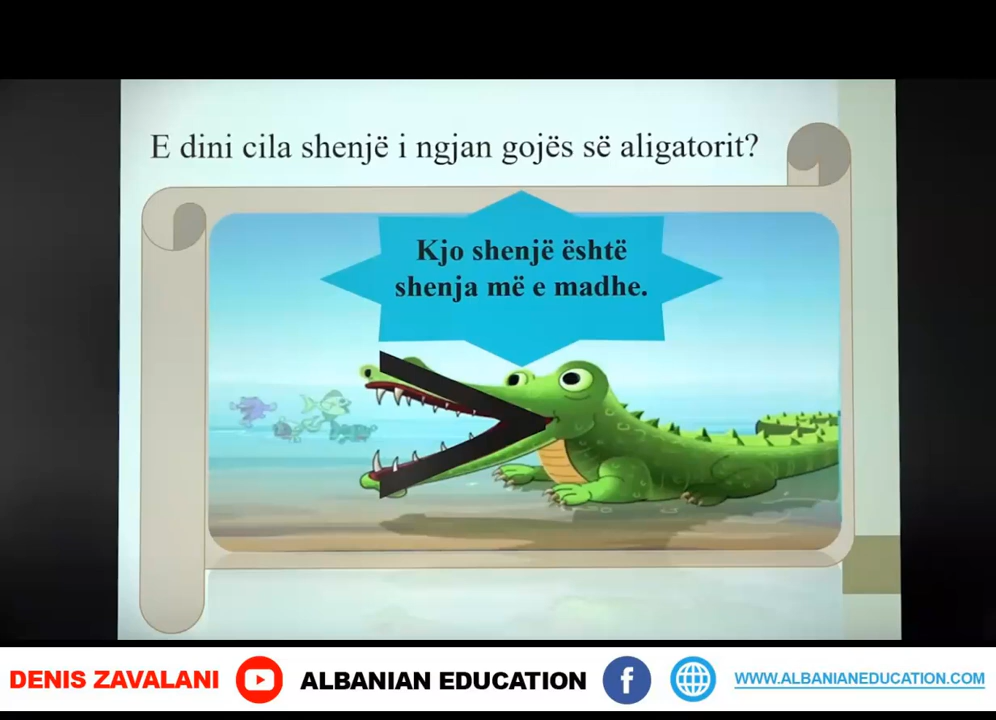 E dini cila shenjë i ngjan gojës së aligatorit?
Kjo shenjë është
shenja më e madhe.
DENIS ZAVALANI
ALBANIAN EDUCATION
f
WWW.ALBANIANEDUCATION.COM